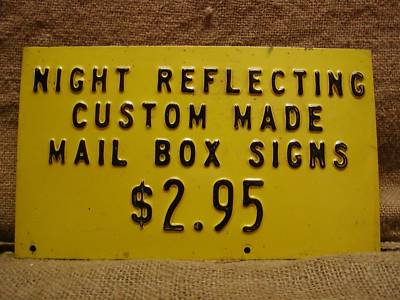 NIGHT REFLECTING
CUSTOM MADE
MAIL BOX SIGNS
$2.95